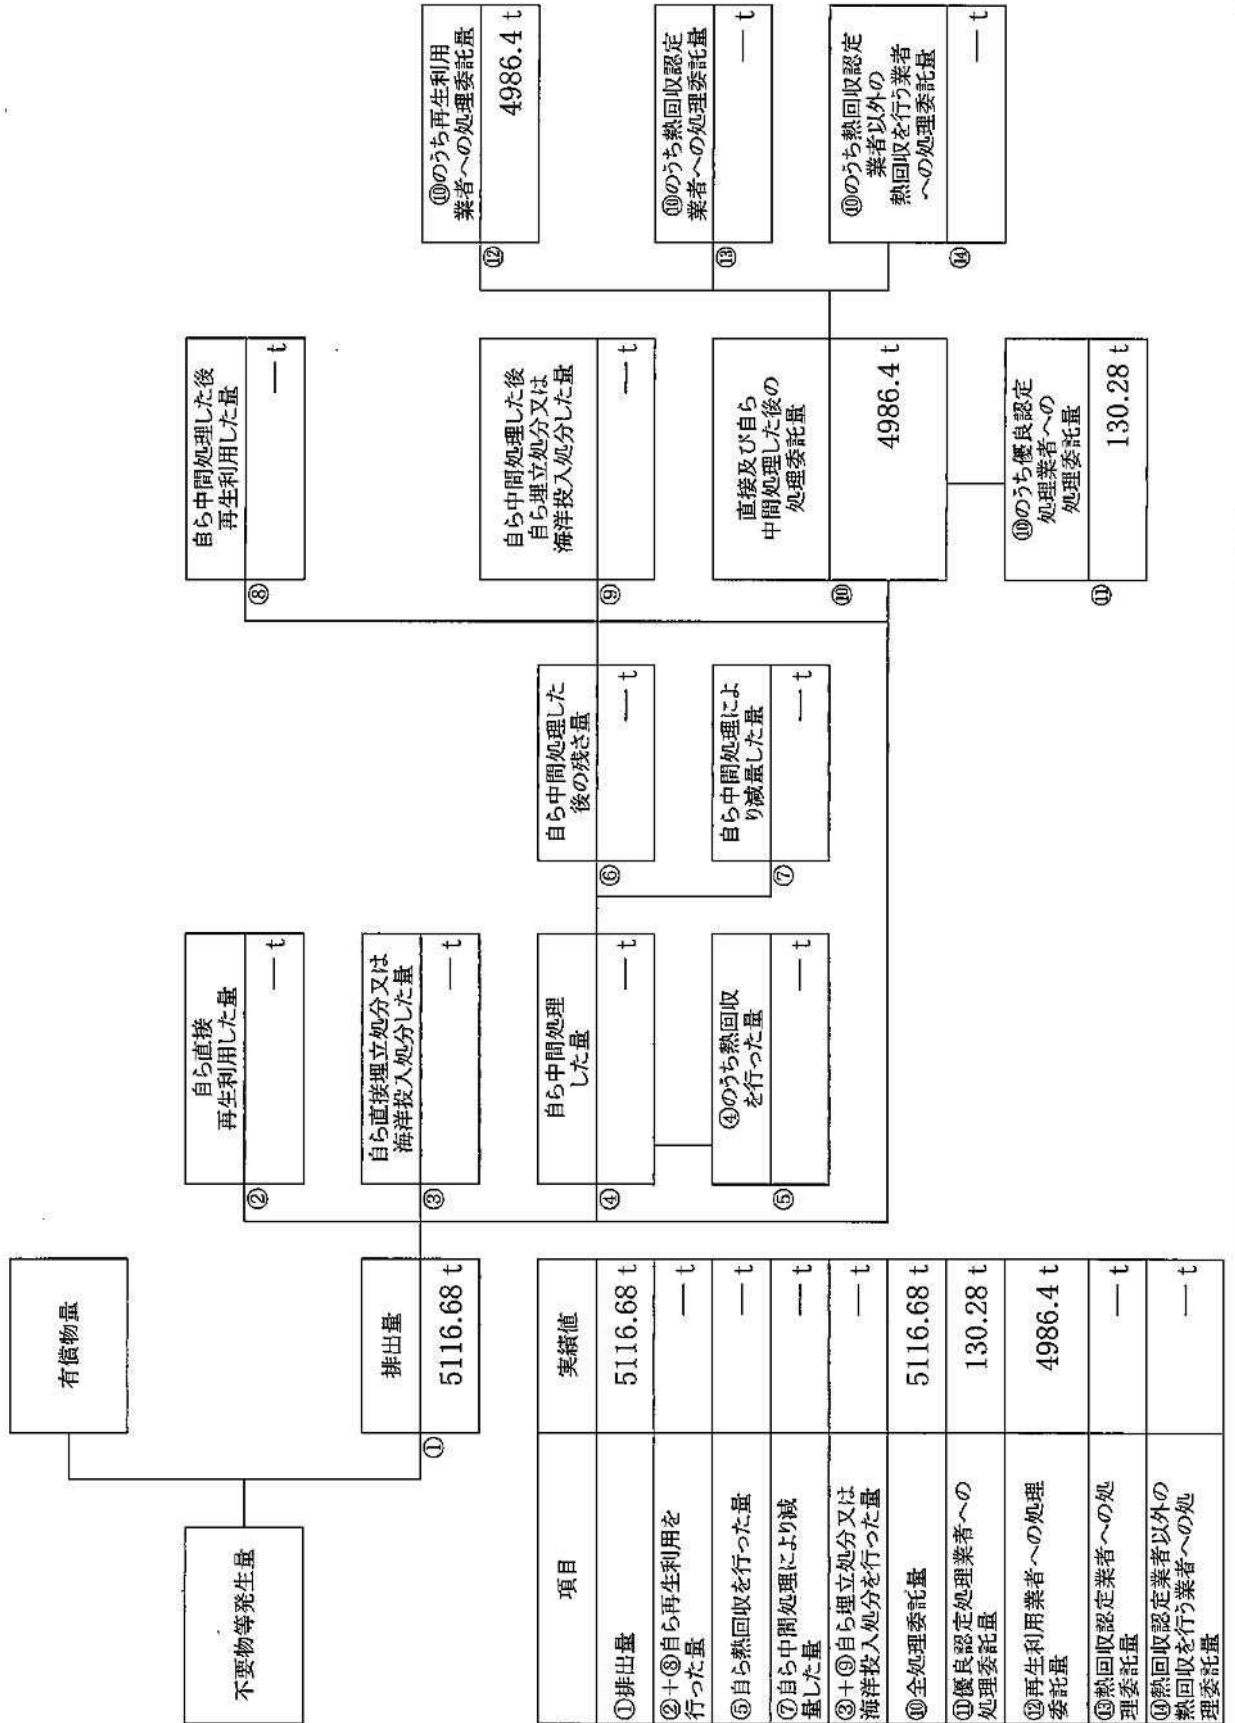 有償物量
不要物等発生量
排出量
①
5116.68 t
自ら直接
再生利用した量
②
― t
自ら直接埋立処分又は
海洋投入処分した量
③
― t
自ら中間処理
した量
④
― t
④のうち熱回収
を行った量
⑤
― t
自ら中間処理した
後の残さ量
⑥
― t
自ら中間処理によ
り減量した量
⑦
― t
自ら中間処理した後
再生利用した量
⑧
― t
自ら中間処理した後
自ら埋立処分又は
海洋投入処分した量
⑨
― t
直接及び自ら
中間処理した後の
処理委託量
⑩
4986.4 t
⑩のうち優良認定
処理業者への
処理委託量
⑪
130.28 t
⑩のうち再生利用
業者への処理委託量
⑫
4986.4 t
⑩のうち熱回収認定
業者への処理委託量
⑬
― t
⑩のうち熱回収認定
業者以外の
熱回収を行う業者
への処理委託量
⑭
― t
項目 実績値
①排出量 5116.68 t
②+⑧自ら再生利用を
行った量 ― t
⑤自ら熱回収を行った量 ― t
⑦自ら中間処理により減
量した量 ― t
③+⑨自ら埋立処分又は
海洋投入処分を行った量 ― t
⑩全処理委託量 5116.68 t
⑪優良認定処理業者への
処理委託量 130.28 t
⑫再生利用業者への処理
委託量 4986.4 t
⑬熱回収認定業者への処
理委託量 ― t
⑭熱回収認定業者以外の
熱回収を行う業者への処
理委託量 ― t